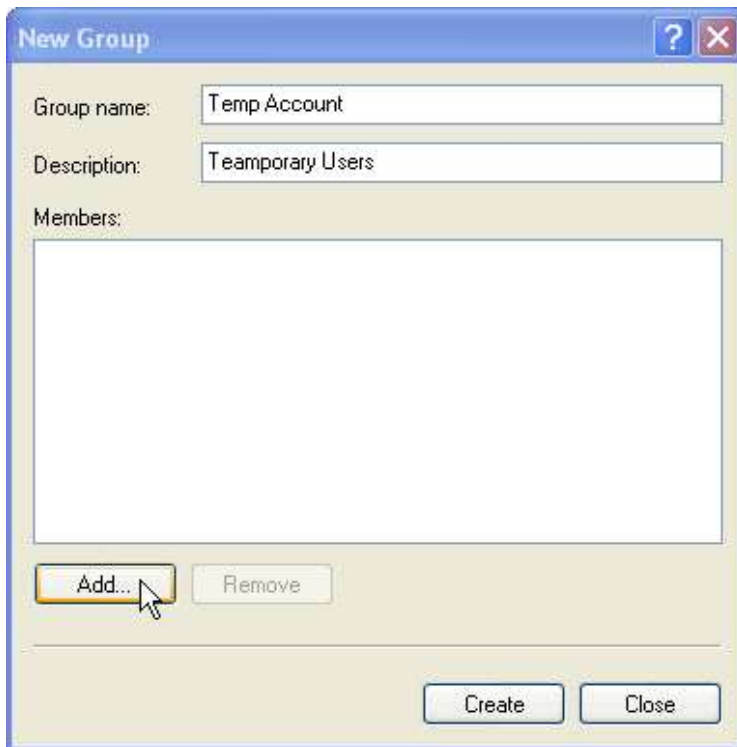 New Group
Group name: Temp Account
Description: Teamporary Users
Members:
Add... Remove
Create Close